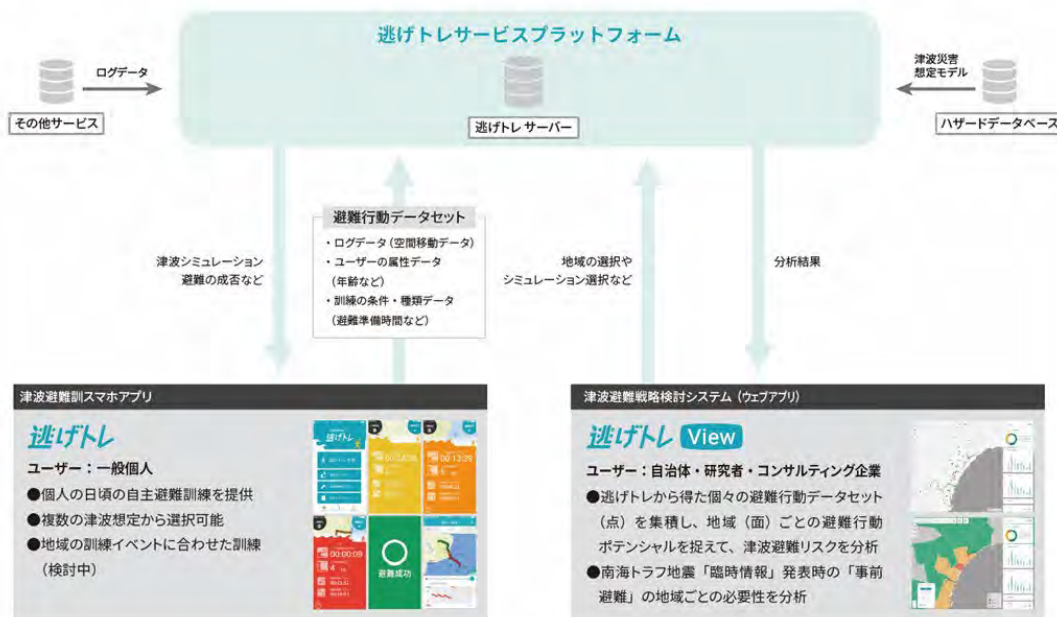 逃げトレサービスプラットフォーム
ログデータ
その他サービス
逃げトレ サーバー
津波災害
想定モデル
ハザードデータベース
津波シミュレーション
避難の成否など
避難行動データセット
・ログデータ（空間移動データ）
・ユーザーの属性データ
（年齢など）
・訓練の条件・種類データ
（避難準備時間など）
地域の選択や
シミュレーション選択など
分析結果
津波避難訓スマホアプリ
逃げトレ
ユーザー：一般個人
●個人の日頃の自主避難訓練を提供
●複数の津波想定から選択可能
●地域の訓練イベントに合わせた訓練
（検討中）
逃げトレ
00:13:39
00:00:09
避難成功
津波避難戦略検討システム（ウェブアプリ）
逃げトレ View
ユーザー：自治体・研究者・コンサルティング企業
●逃げトレから得た個々の避難行動データセット
（点）を集積し、地域（面）ごとの避難行動
ポテンシャルを捉えて、津波避難リスクを分析
●南海トラフ地震「臨時情報」発表時の「事前
避難」の地域ごとの必要性を分析